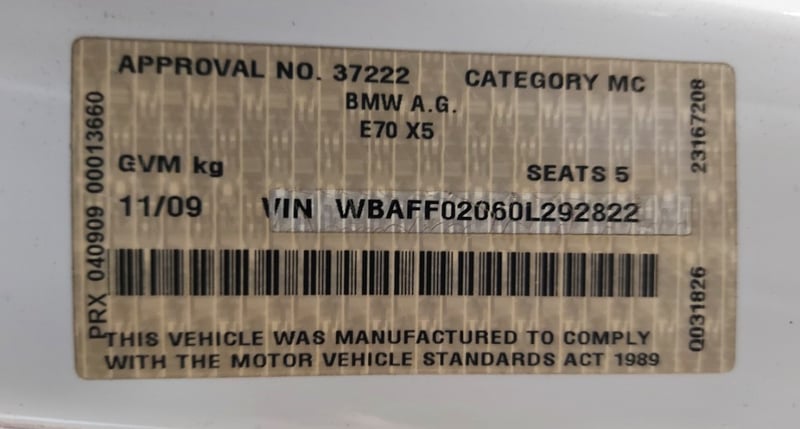 APPROVAL NO. 37222 CATEGORY MC
BMW A.G.
E70 X5
GVM kg SEATS 5
11/09 VIN WBAFF02060L292822
THIS VEHICLE WAS MANUFACTURED TO COMPLY
WITH THE MOTOR VEHICLE STANDARDS ACT 1989
PRX 040909 00013660
23167208
Q031826